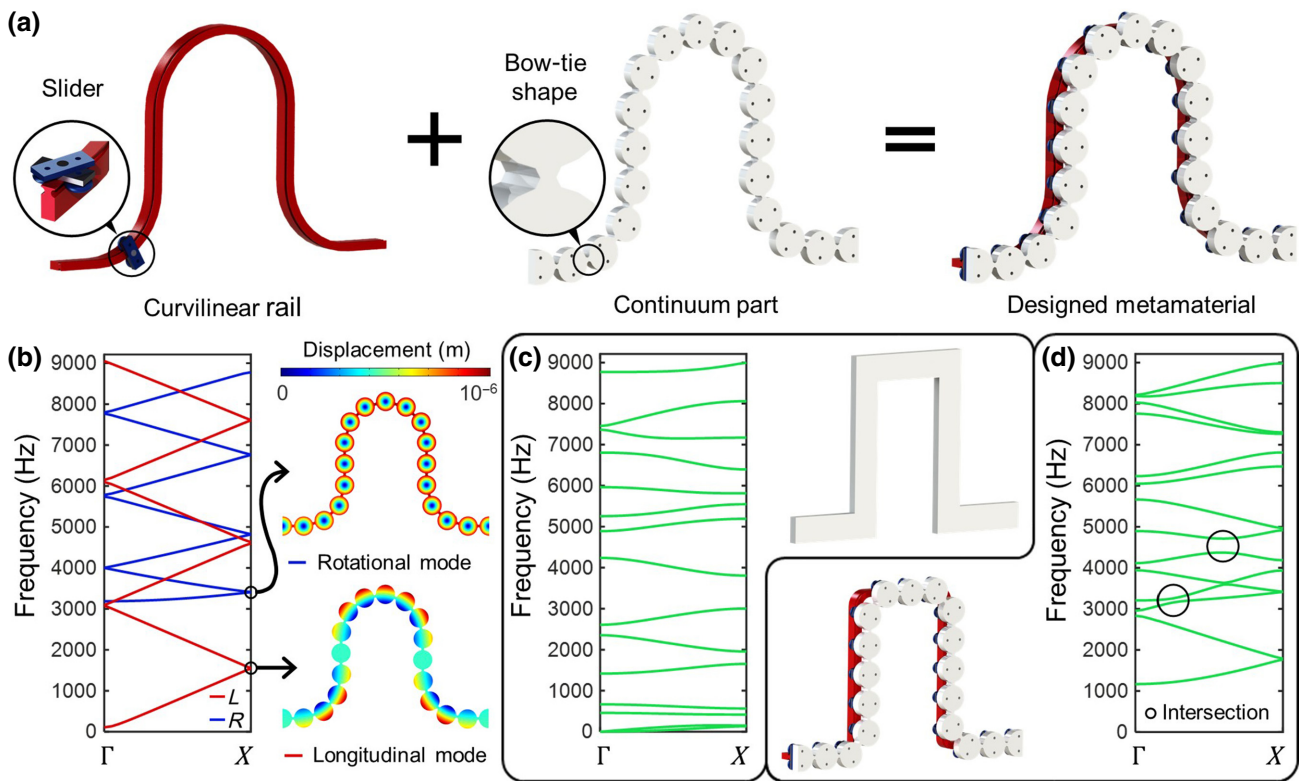 (a)
Slider
Bow-tie
shape
Curvilinear rail
Continuum part
Designed metamaterial
(b)
Frequency (Hz)
9000
8000
7000
6000
5000
4000
3000
2000
1000
0
Γ
X
L
R
Displacement (m)
0
10⁻⁶
Rotational mode
Longitudinal mode
(c)
Frequency (Hz)
9000
8000
7000
6000
5000
4000
3000
2000
1000
0
Γ
X
(d)
Frequency (Hz)
9000
8000
7000
6000
5000
4000
3000
2000
1000
0
Intersection
Γ
X